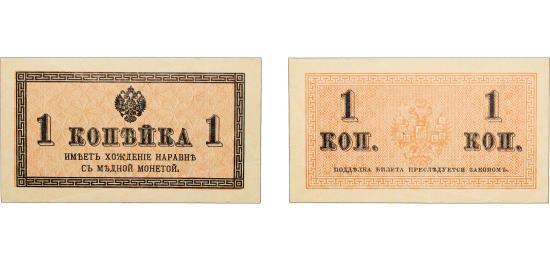 1 КОПѢЙКА 1
ИМѢЕТЪ ХОЖДЕНІЕ НАРАВНѢ
СЪ МѢДНОЙ МОНЕТОЙ.
1 1
КОП. КОП.
ПОДДѢЛКА БИЛЕТА ПРЕСЛѢДУЕТСЯ ЗАКОНОМЪ.